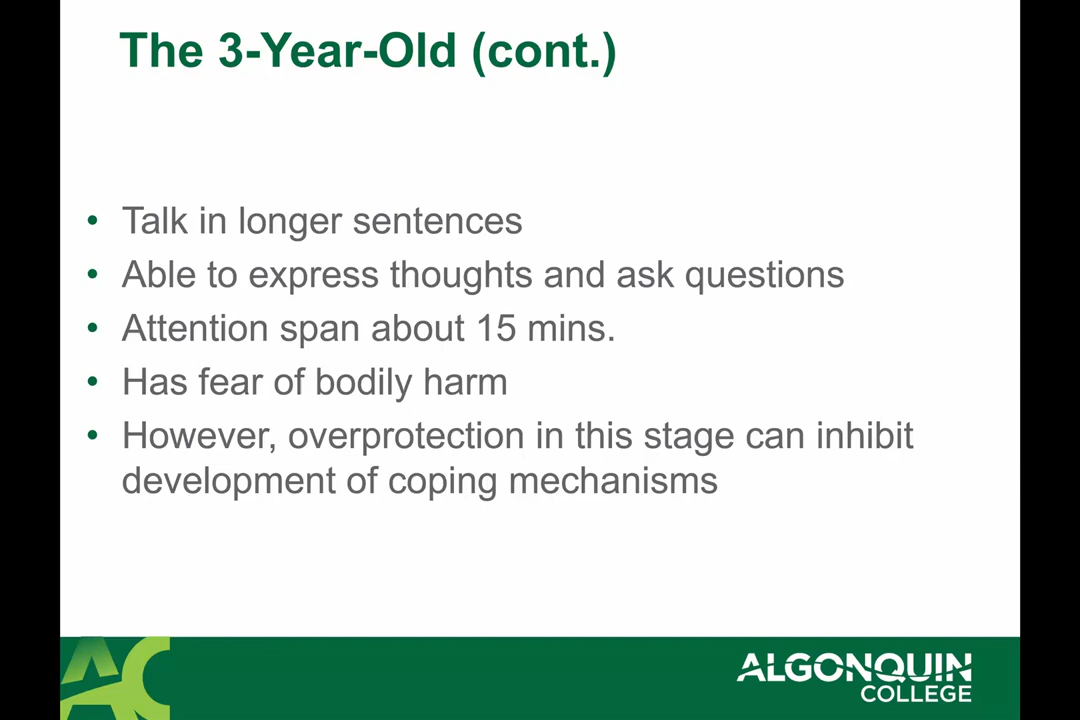 The 3-Year-Old (cont.)
• Talk in longer sentences
• Able to express thoughts and ask questions
• Attention span about 15 mins.
• Has fear of bodily harm
• However, overprotection in this stage can inhibit
development of coping mechanisms
AC
ALGONQUIN
COLLEGE